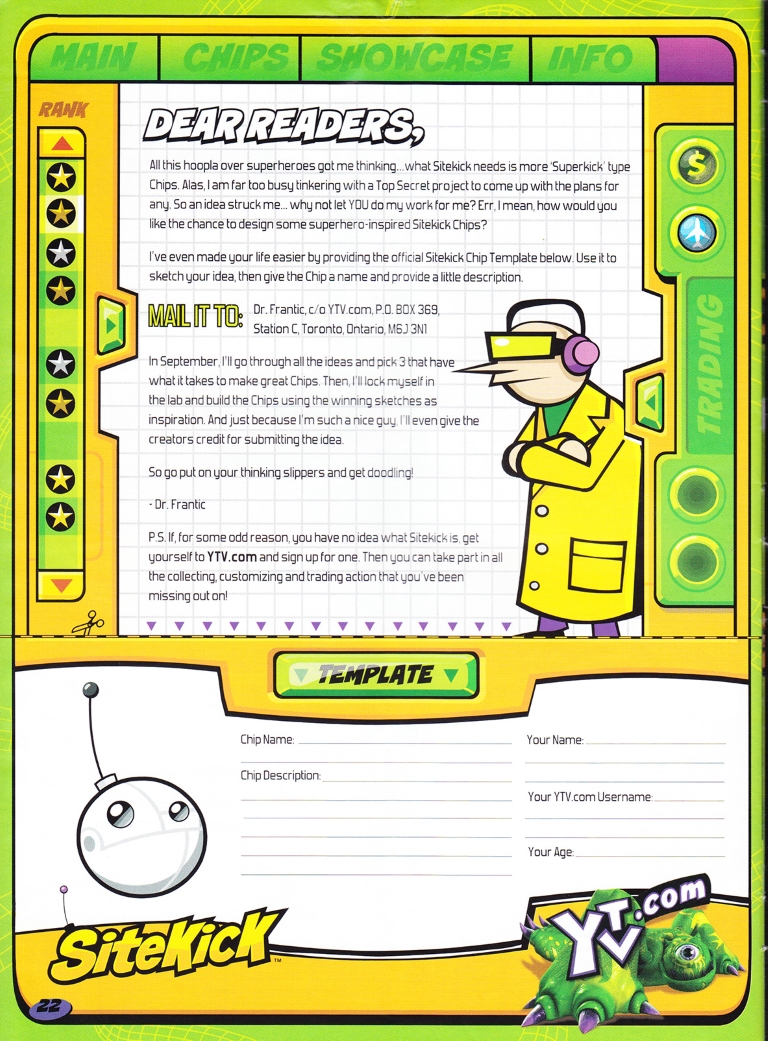 MAIN
CHIPS
SHOWCASE
INFO
RANK
DEAR READERS,
All this hoopla over superheroes got me thinking...what Sitekick needs is more 'Superkick' type
Chips. Alas, I am far too busy tinkering with a Top Secret project to come up with the plans for
any. So an idea struck me... why not let YOU do my work for me? Err, I mean, how would you
like the chance to design some superhero-inspired Sitekick Chips?
I've even made your life easier by providing the official Sitekick Chip Template below. Use it to
sketch your idea, then give the Chip a name and provide a little description.
MAIL IT TO:
Dr. Frantic, c/o YTV.com, P.O. BOX 369,
Station C, Toronto, Ontario, M6J 3N1
In September, I'll go through all the ideas and pick 3 that have
what it takes to make great Chips. Then, I'll lock myself in
the lab and build the Chips using the winning sketches as
inspiration. And just because I'm such a nice guy, I'll even give the
creators credit for submitting the idea.
So go put on your thinking slippers and get doodling!
- Dr. Frantic
P.S. If, for some odd reason, you have no idea what Sitekick is, get
yourself to YTV.com and sign up for one. Then you can take part in all
the collecting, customizing and trading action that you've been
missing out on!
$
TRADING
TEMPLATE
Chip Name:
Chip Description:
Your Name:
Your YTV.com Username:
Your Age:
SiteKick™
YTV.com
22